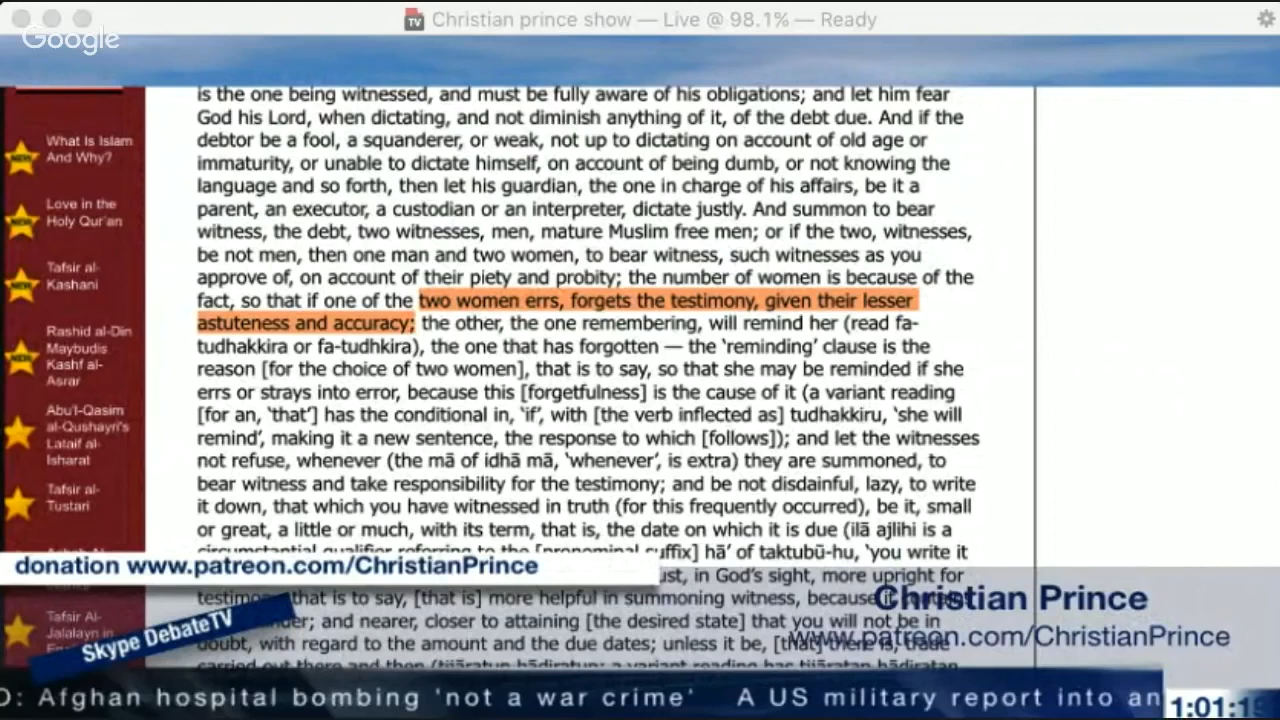 Christian prince show — Live @ 98.1% — Ready
Google
What Is Islam
And Why?
Love in the
Holy Qur'an
Tafsir al-
Kashani
Rashid al-Din
Maybudis
Kashf al-
Asrar
Abu'l-Qasim
al-Qushayri's
Lataif al-
Isharat
Tafsir al-
Tustari
Tafsir Al-
Jalalayn in
is the one being witnessed, and must be fully aware of his obligations; and let him fear
God his Lord, when dictating, and not diminish anything of it, of the debt due. And if the
debtor be a fool, a squanderer, or weak, not up to dictating on account of old age or
immaturity, or unable to dictate himself, on account of being dumb, or not knowing the
language and so forth, then let his guardian, the one in charge of his affairs, be it a
parent, an executor, a custodian or an interpreter, dictate justly. And summon to bear
witness, the debt, two witnesses, men, mature Muslim free men; or if the two, witnesses,
be not men, then one man and two women, to bear witness, such witnesses as you
approve of, on account of their piety and probity; the number of women is because of the
fact, so that if one of the two women errs, forgets the testimony, given their lesser
astuteness and accuracy; the other, the one remembering, will remind her (read fa-
tudhakkira or fa-tudhkira), the one that has forgotten — the ‘reminding’ clause is the
reason [for the choice of two women], that is to say, so that she may be reminded if she
errs or strays into error, because this [forgetfulness] is the cause of it (a variant reading
[for an, ‘that’] has the conditional in, ‘if’, with [the verb inflected as] tudhakkiru, ‘she will
remind’, making it a new sentence, the response to which [follows]); and let the witnesses
not refuse, whenever (the mā of idhā mā, ‘whenever’, is extra) they are summoned, to
bear witness and take responsibility for the testimony; and be not disdainful, lazy, to write
it down, that which you have witnessed in truth (for this frequently occurred), be it, small
or great, a little or much, with its term, that is, the date on which it is due (ilā ajlihi is a
circumstantial qualifier referring to the [pronominal suffix] hā’ of taktubū-hu, ‘you write it
in God’s sight, more upright for
that is to say, [that is] more helpful in summoning witness, because it
and nearer, closer to attaining [the desired state] that you will not be in
doubt, with regard to the amount and the due dates; unless it be, [that] there is, trade
carried out there and then (tijāratun hādiratun; a variant reading has tijāratan hādiratan
donation www.patreon.com/ChristianPrince
Skype DebateTV
Christian Prince
www.patreon.com/ChristianPrince
Afghan hospital bombing 'not a war crime' A US military report into an